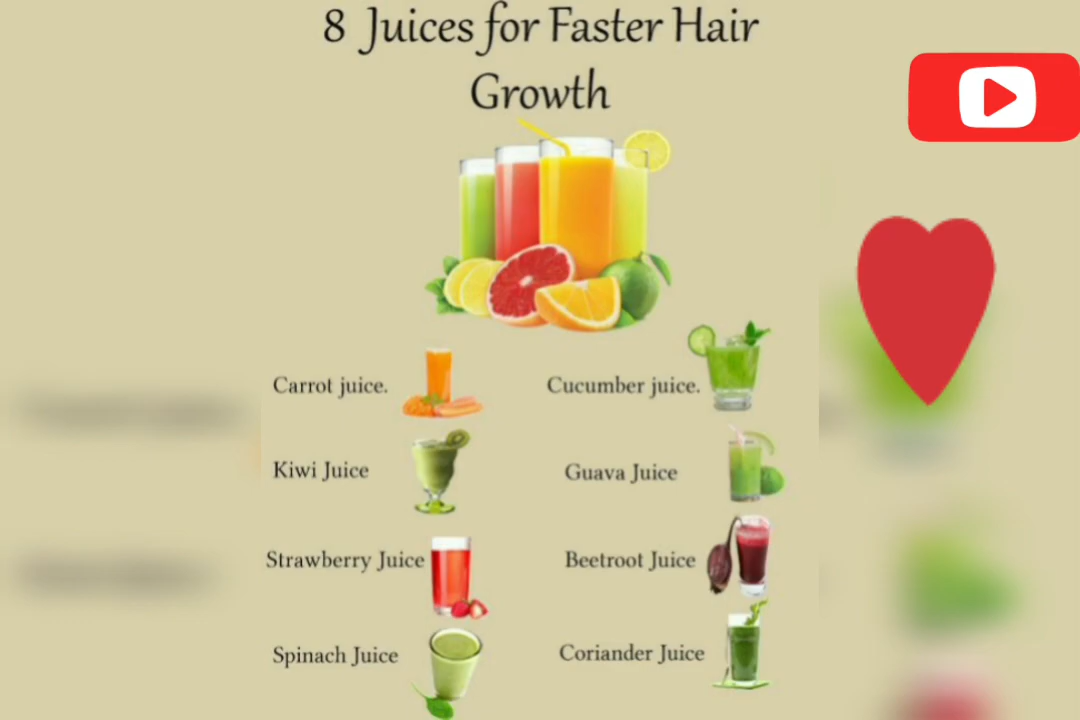 8 Juices for Faster Hair
Growth
Carrot juice.
Cucumber juice.
Kiwi Juice
Guava Juice
Strawberry Juice
Beetroot Juice
Spinach Juice
Coriander Juice